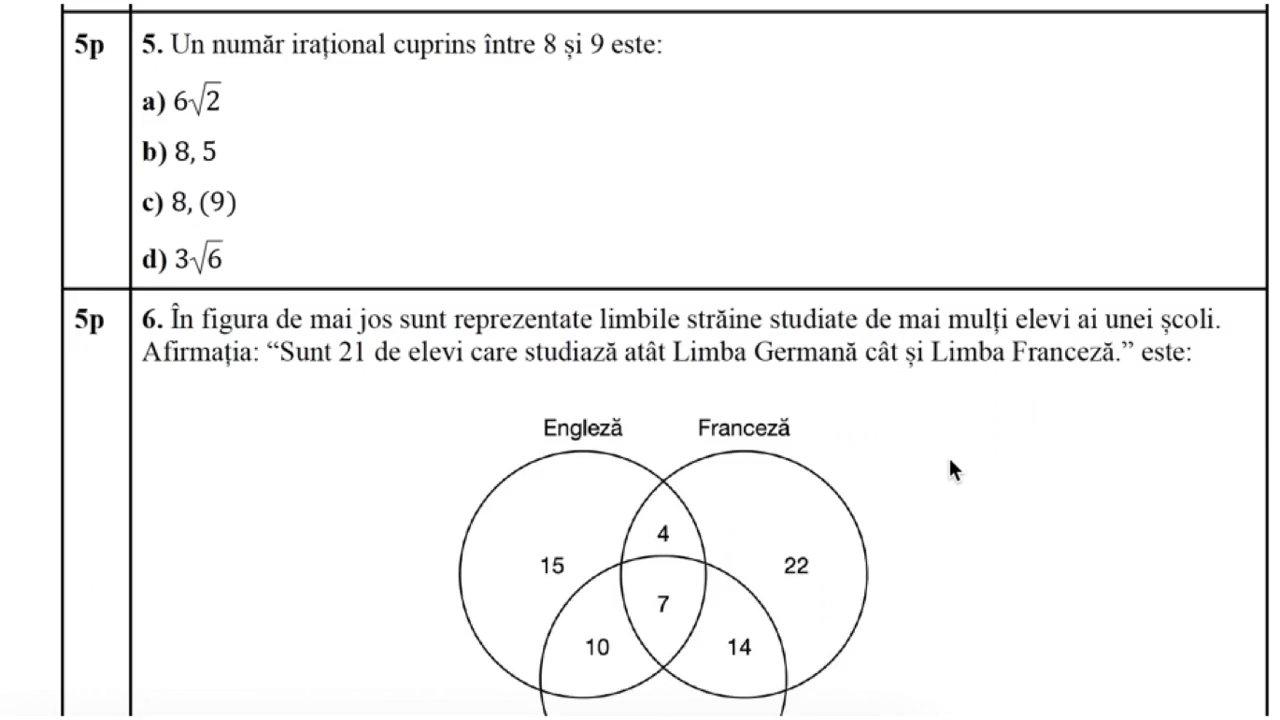 5p
5. Un număr irațional cuprins între 8 și 9 este:
a) 6√2
b) 8, 5
c) 8, (9)
d) 3√6
5p
6. În figura de mai jos sunt reprezentate limbile străine studiate de mai mulți elevi ai unei școli.
Afirmația: “Sunt 21 de elevi care studiază atât Limba Germană cât și Limba Franceză.” este:
Engleză Franceză
4
15 22
7
10 14